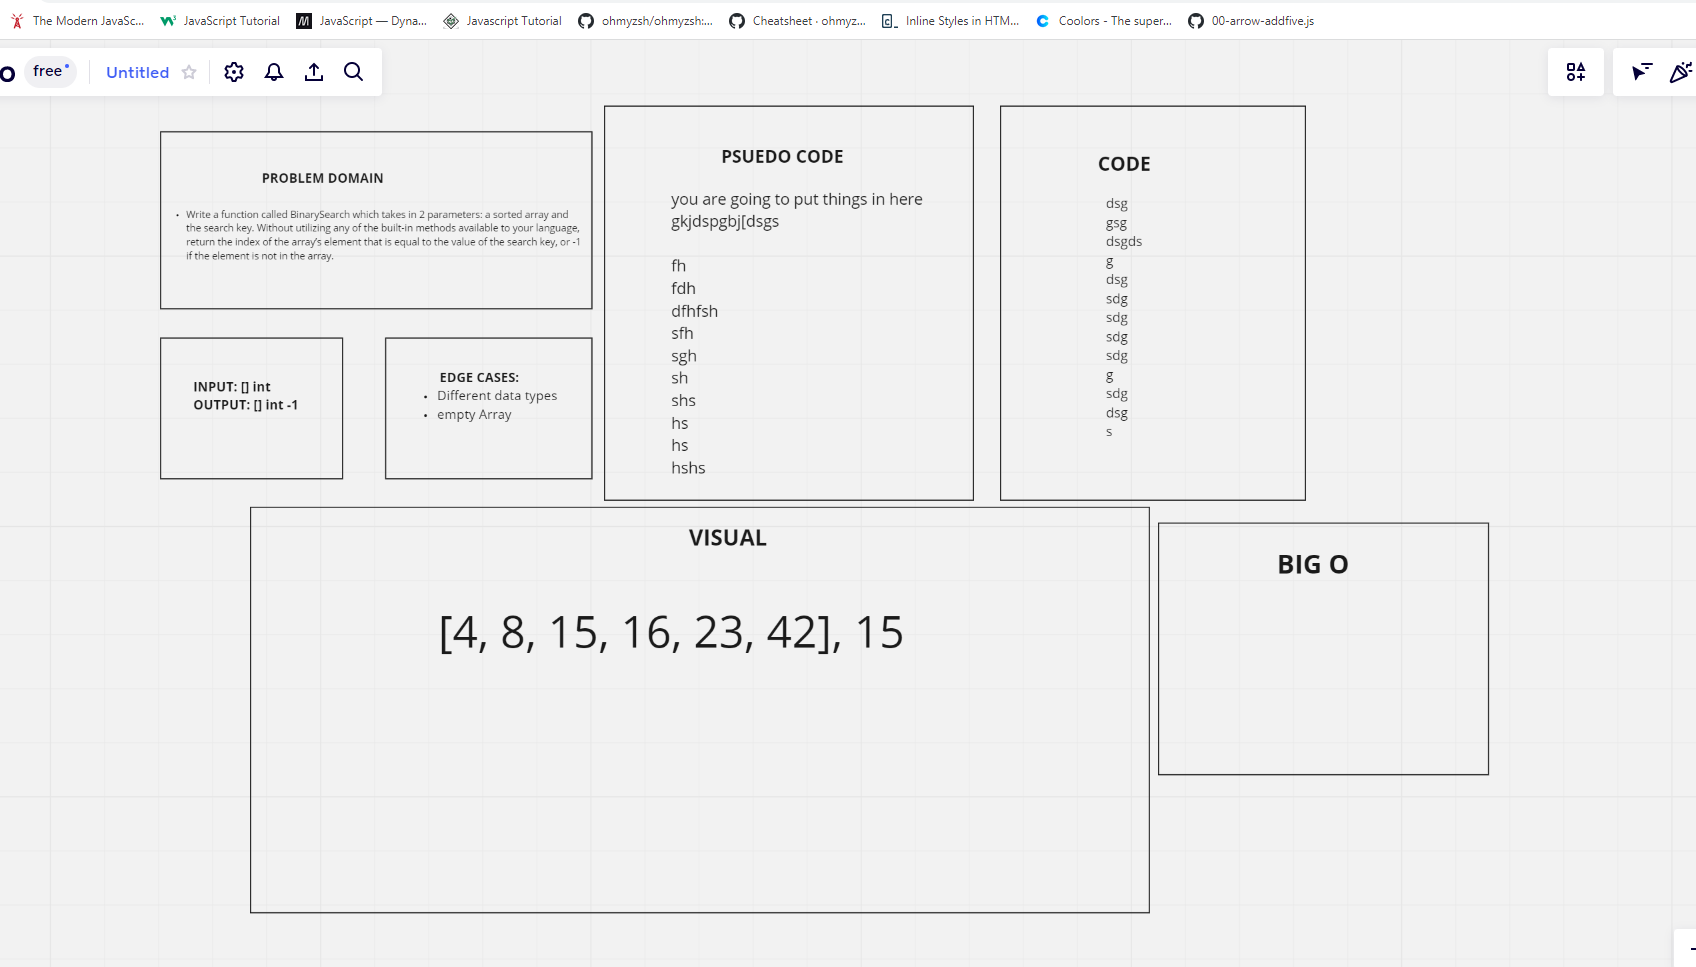 The Modern JavaSc...
JavaScript Tutorial
JavaScript — Dyna...
Javascript Tutorial
ohmyzsh/ohmyzsh:...
Cheatsheet · ohmyz...
Inline Styles in HTM...
Coolors - The super...
00-arrow-addfive.js
o
free
Untitled
PROBLEM DOMAIN
• Write a function called BinarySearch which takes in 2 parameters: a sorted array and
the search key. Without utilizing any of the built-in methods available to your language,
return the index of the array's element that is equal to the value of the search key, or -1
if the element is not in the array.
INPUT: [] int
OUTPUT: [] int -1
EDGE CASES:
• Different data types
• empty Array
PSUEDO CODE
you are going to put things in here
gkjdspgbj[dsgs
fh
fdh
dfhfsh
sfh
sgh
sh
shs
hs
hs
hshs
CODE
dsg
gsg
dsgds
g
dsg
sdg
sdg
sdg
sdg
g
sdg
dsg
s
VISUAL
[4, 8, 15, 16, 23, 42], 15
BIG O